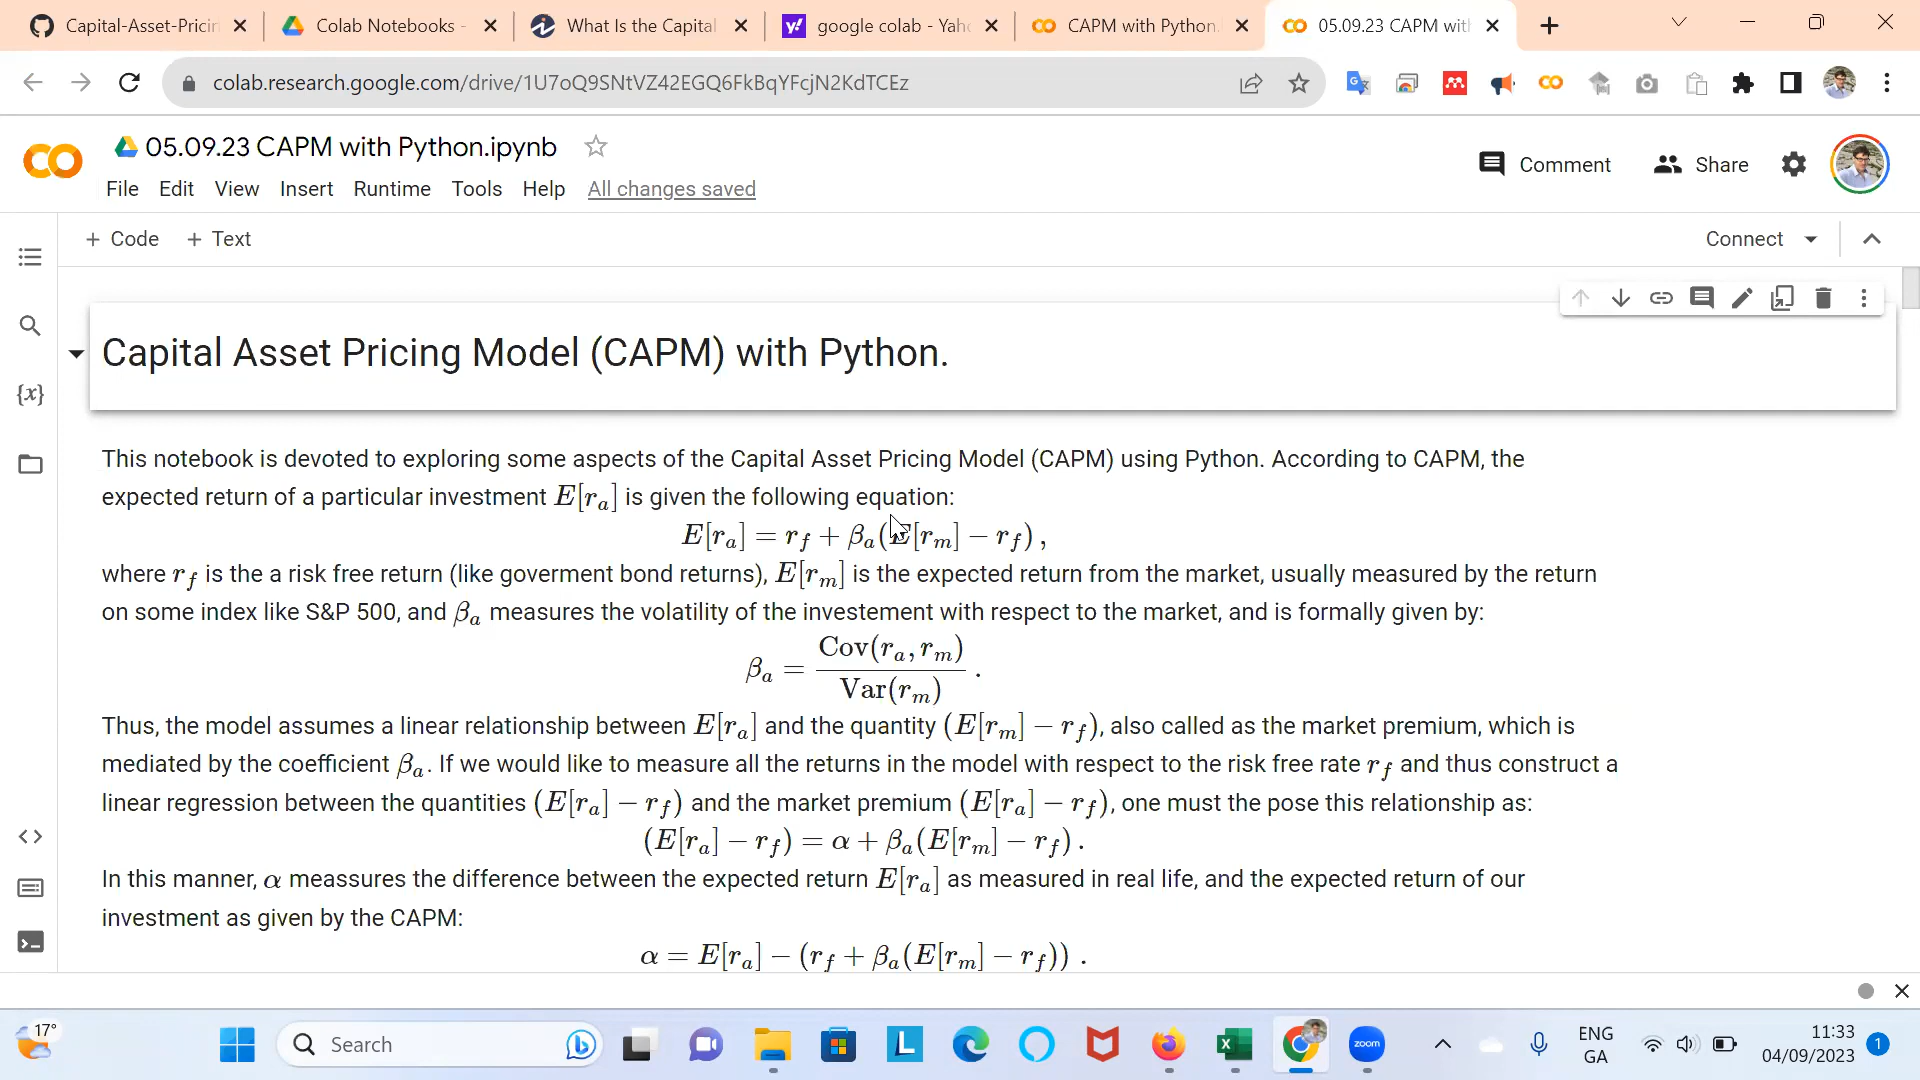 Capital-Asset-Pricin
Colab Notebooks -
What Is the Capital
google colab - Yaho
CAPM with Python.
05.09.23 CAPM with
colab.research.google.com/drive/1U7oQ9SNtVZ42EGQ6FkBqYFcjN2KdTCEz
05.09.23 CAPM with Python.ipynb
Comment
Share
File Edit View Insert Runtime Tools Help All changes saved
+ Code + Text
Connect
Capital Asset Pricing Model (CAPM) with Python.
This notebook is devoted to exploring some aspects of the Capital Asset Pricing Model (CAPM) using Python. According to CAPM, the
expected return of a particular investment E[r_a] is given the following equation:
E[r_a] = r_f + β_a(E[r_m] − r_f) ,
where r_f is the a risk free return (like goverment bond returns), E[r_m] is the expected return from the market, usually measured by the return
on some index like S&P 500, and β_a measures the volatility of the investement with respect to the market, and is formally given by:
β_a = Cov(r_a, r_m) / Var(r_m) .
Thus, the model assumes a linear relationship between E[r_a] and the quantity (E[r_m] − r_f), also called as the market premium, which is
mediated by the coefficient β_a. If we would like to measure all the returns in the model with respect to the risk free rate r_f and thus construct a
linear regression between the quantities (E[r_a] − r_f) and the market premium (E[r_a] − r_f), one must the pose this relationship as:
(E[r_a] − r_f) = α + β_a(E[r_m] − r_f) .
In this manner, α meassures the difference between the expected return E[r_a] as measured in real life, and the expected return of our
investment as given by the CAPM:
α = E[r_a] − (r_f + β_a(E[r_m] − r_f)) .
17°
Search
L
zoom
ENG
GA
11:33
04/09/2023
1